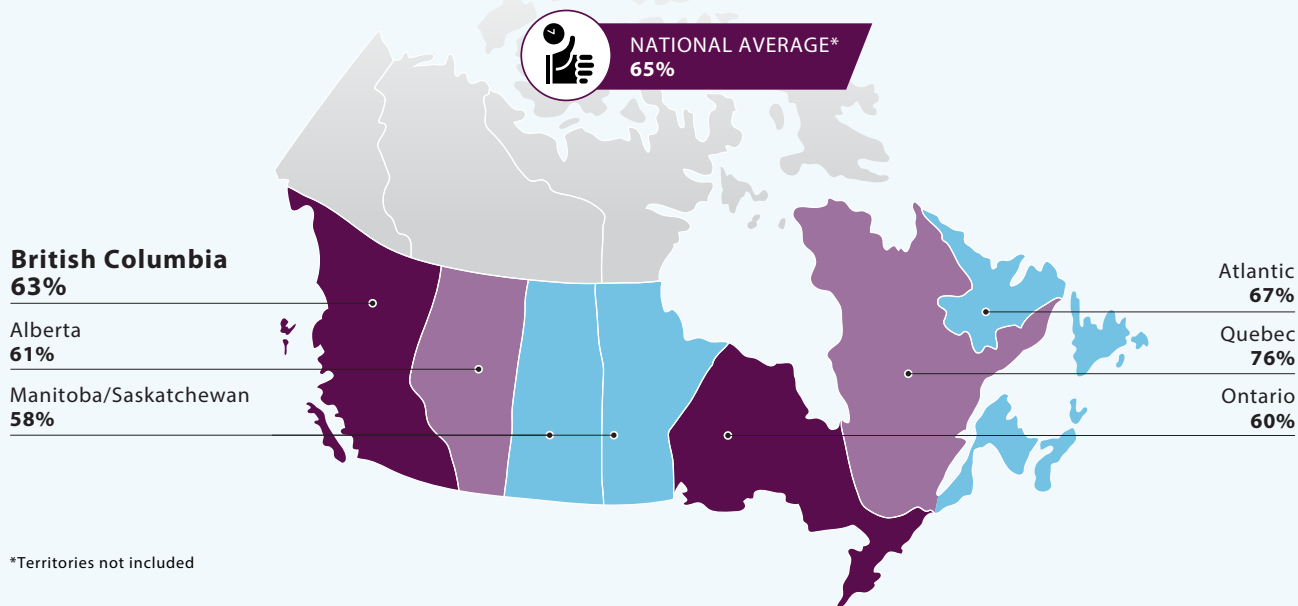 NATIONAL AVERAGE*
65%
British Columbia
63%
Alberta
61%
Manitoba/Saskatchewan
58%
Atlantic
67%
Quebec
76%
Ontario
60%
*Territories not included